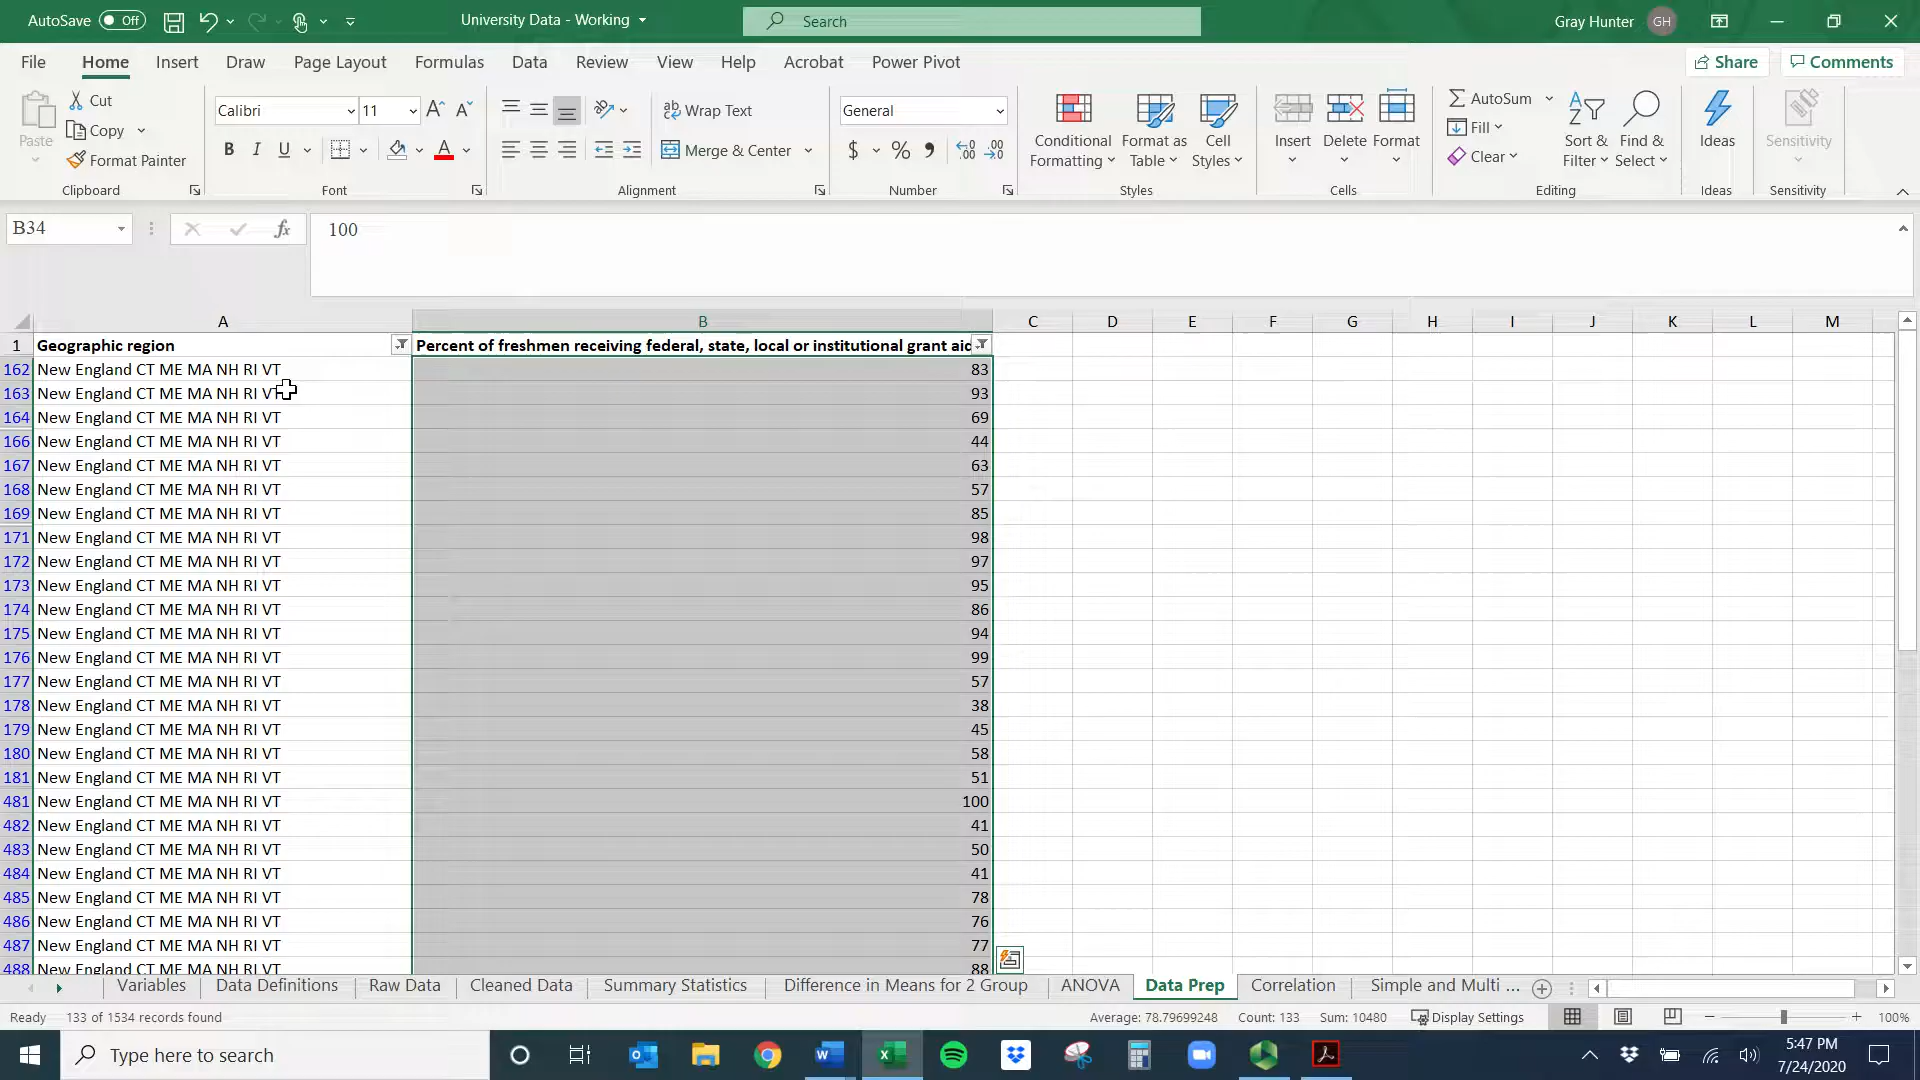 AutoSave Off University Data - Working Search Gray Hunter GH
File Home Insert Draw Page Layout Formulas Data Review View Help Acrobat Power Pivot Share Comments
Paste Cut Copy Format Painter Clipboard
Calibri 11 B I U A Font
Wrap Text Merge & Center Alignment
General $ % Number
Conditional Formatting Format as Table Cell Styles Styles
Insert Delete Format Cells
AutoSum Fill Clear Sort & Filter Find & Select Editing
Ideas Ideas
Sensitivity Sensitivity
B34 fx 100
A B C D E F G H I J K L M
1 Geographic region Percent of freshmen receiving federal, state, local or institutional grant aid
162 New England CT ME MA NH RI VT 83
163 New England CT ME MA NH RI VT 93
164 New England CT ME MA NH RI VT 69
166 New England CT ME MA NH RI VT 44
167 New England CT ME MA NH RI VT 63
168 New England CT ME MA NH RI VT 57
169 New England CT ME MA NH RI VT 85
171 New England CT ME MA NH RI VT 98
172 New England CT ME MA NH RI VT 97
173 New England CT ME MA NH RI VT 95
174 New England CT ME MA NH RI VT 86
175 New England CT ME MA NH RI VT 94
176 New England CT ME MA NH RI VT 99
177 New England CT ME MA NH RI VT 57
178 New England CT ME MA NH RI VT 38
179 New England CT ME MA NH RI VT 45
180 New England CT ME MA NH RI VT 58
181 New England CT ME MA NH RI VT 51
481 New England CT ME MA NH RI VT 100
482 New England CT ME MA NH RI VT 41
483 New England CT ME MA NH RI VT 50
484 New England CT ME MA NH RI VT 41
485 New England CT ME MA NH RI VT 78
486 New England CT ME MA NH RI VT 76
487 New England CT ME MA NH RI VT 77
488 New England CT ME MA NH RI VT 88
Variables Data Definitions Raw Data Cleaned Data Summary Statistics Difference in Means for 2 Group ANOVA Data Prep Correlation Simple and Multi ...
Ready 133 of 1534 records found Average: 78.79699248 Count: 133 Sum: 10480 Display Settings 100%
Type here to search 5:47 PM
7/24/2020